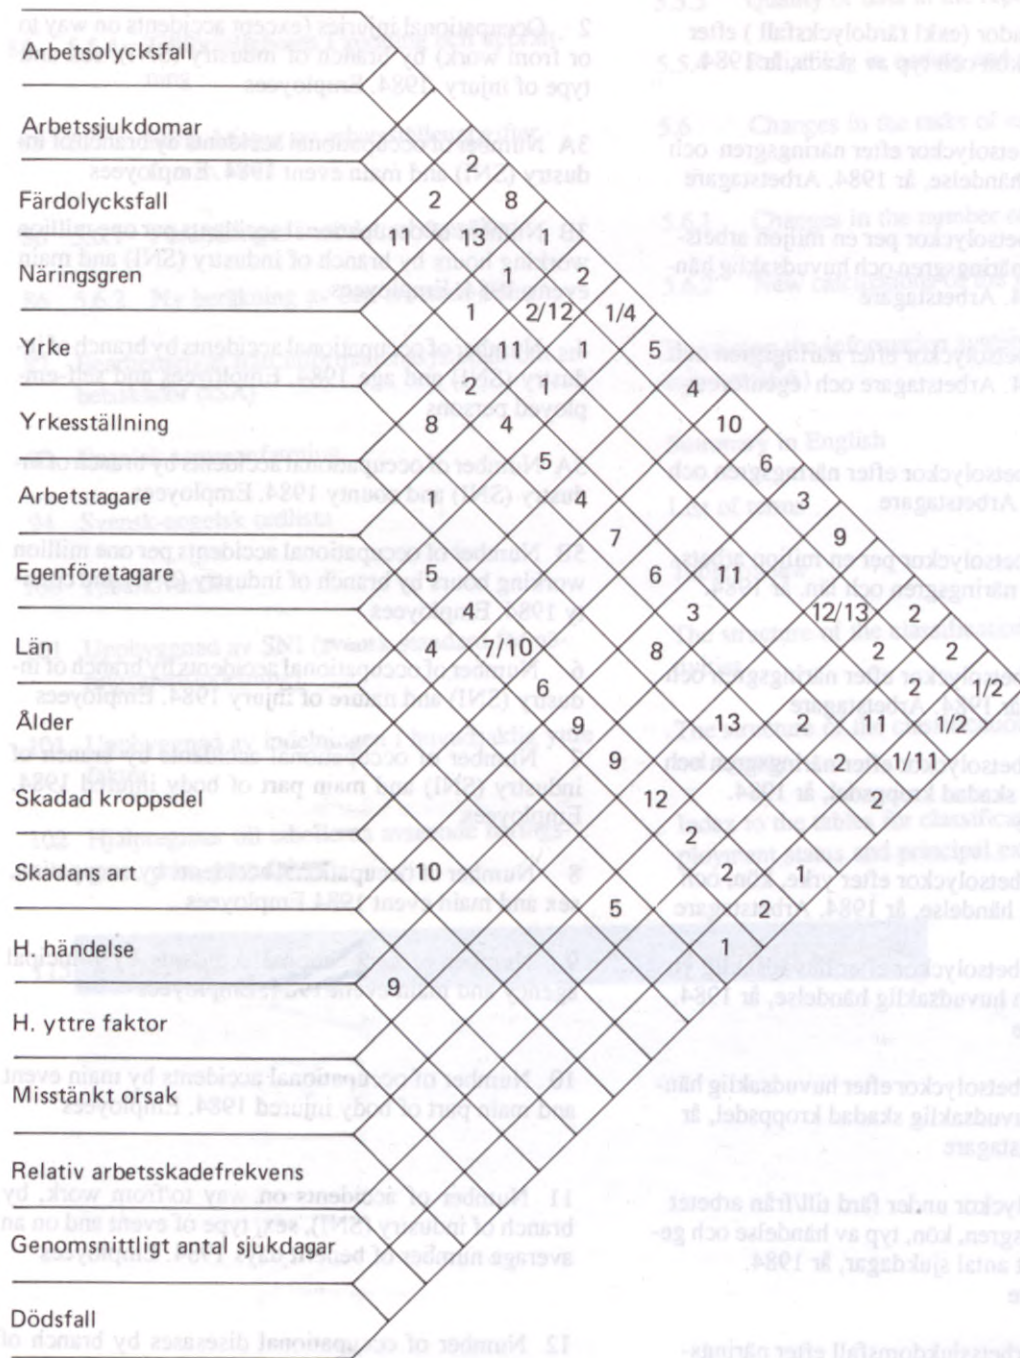 Arbetsolycksfall
Arbetssjukdomar
2
Färdolycksfall 2 8
11 13 1
Näringsgren 1 2
1 2/12 1/4
Yrke 11 1 5
2 1 4
Yrkesställning 8 4 10
5 6
Arbetstagare 1 4 3
7 9
Egenföretagare 5 6 11
4 3 12/13 2
Län 4 7/10 8 2 2
6 2 1/2
Ålder 9 13 2 11 1/2
9 2 1/11
Skadad kroppsdel 12 2
2
Skadans art 10 2 1
5 2
H. händelse 1
9
H. yttre faktor
Misstänkt orsak
Relativ arbetsskadefrekvens
Genomsnittligt antal sjukdagar
Dödsfall